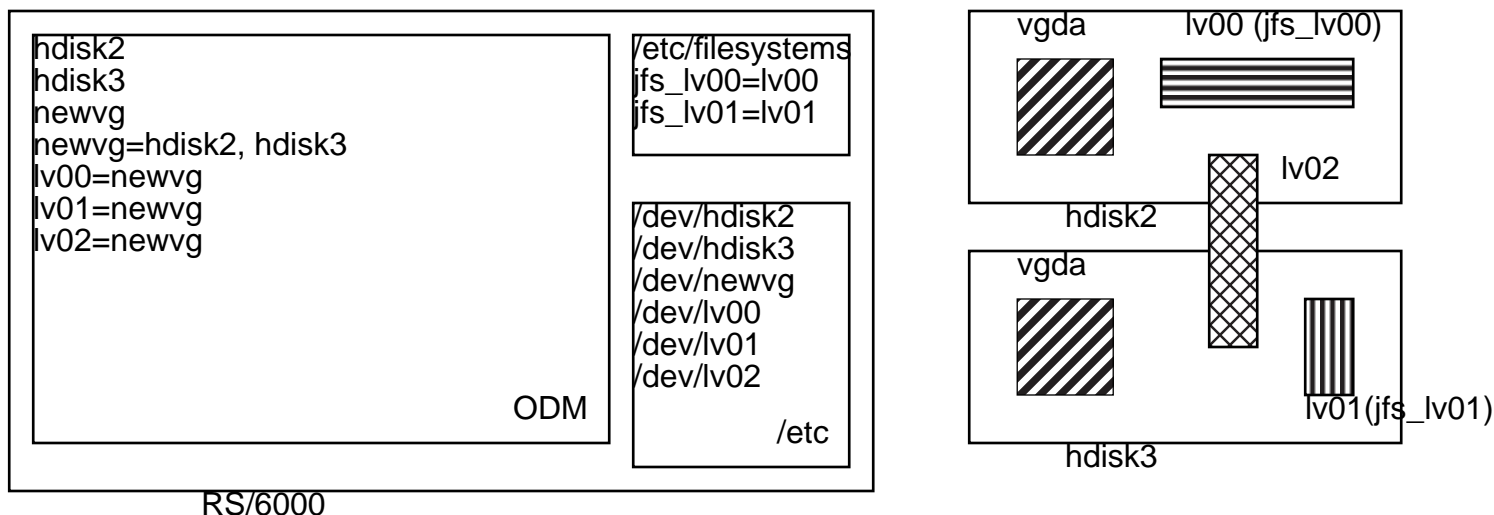 hdisk2
hdisk3
newvg
newvg=hdisk2, hdisk3
lv00=newvg
lv01=newvg
lv02=newvg
ODM
/etc/filesystems
jfs_lv00=lv00
jfs_lv01=lv01
/dev/hdisk2
/dev/hdisk3
/dev/newvg
/dev/lv00
/dev/lv01
/dev/lv02
/etc
RS/6000
vgda
lv00 (jfs_lv00)
lv02
hdisk2
vgda
lv01(jfs_lv01)
hdisk3